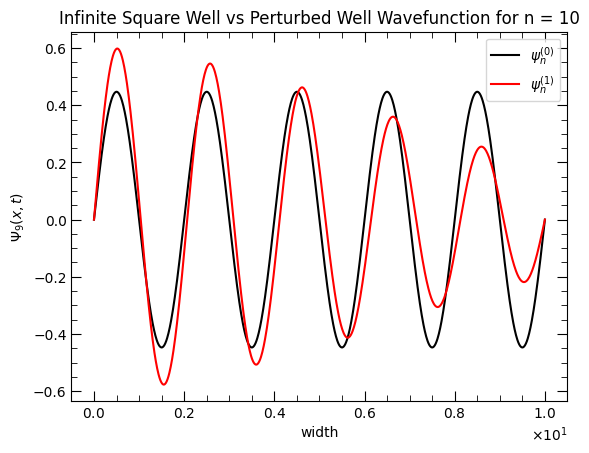 Infinite Square Well vs Perturbed Well Wavefunction for n = 10
ψₙ⁽⁰⁾
ψₙ⁽¹⁾
0.6
0.4
0.2
0.0
−0.2
−0.4
−0.6
Ψ₉(x, t)
0.0 0.2 0.4 0.6 0.8 1.0
width
×10¹